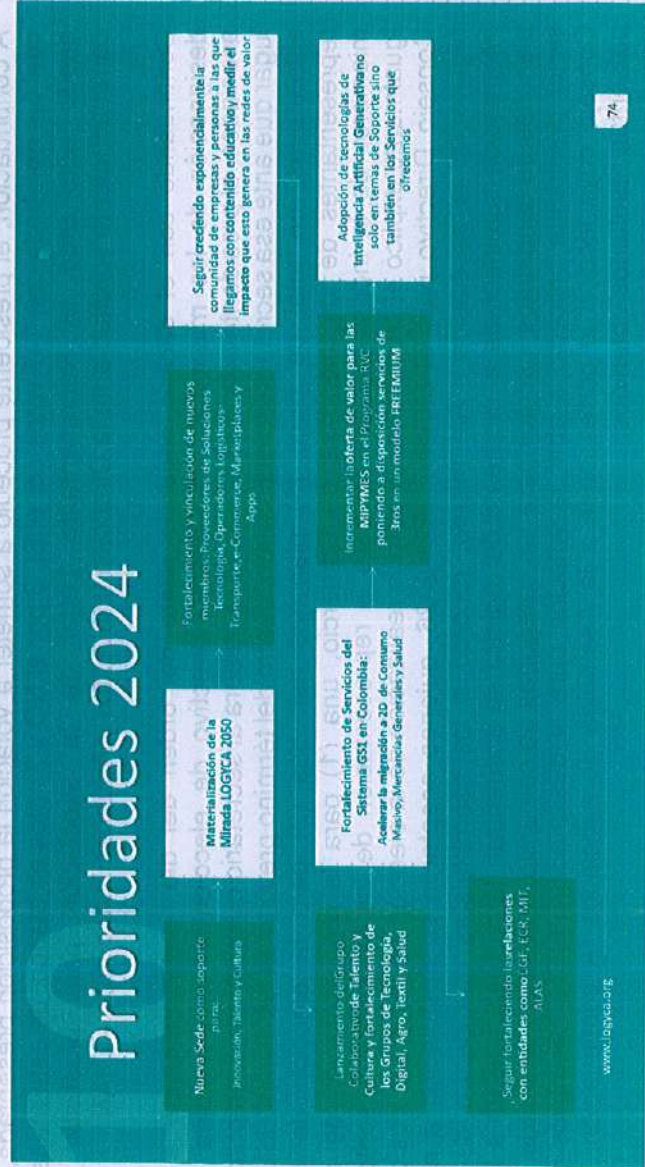 10
Prioridades 2024
Nueva Sede como soporte
para:
Innovación, Talento y Cultura
Materialización de la
Mirada LOGYCA 2050
Fortalecimiento y vinculación de nuevos
miembros: Proveedores de Soluciones
Tecnología, Operadores Logísticos-
Transporte, e-Commerce, Marketplaces y
Apps
Seguir creciendo exponencialmente la
comunidad de empresas y personas a las que
llegamos con contenido educativo y medir el
impacto que esto genera en las redes de valor
Lanzamiento del Grupo
Colaborativo de Talento y
Cultura y fortalecimiento de
los Grupos de Tecnología,
Digital, Agro, Textil y Salud
Fortalecimiento de Servicios del
Sistema GS1 en Colombia:
Acelerar la migración a 2D de Consumo
Masivo, Mercancías Generales y Salud
Incrementar la oferta de valor para las
MIPYMES en el Programa RVC
poniendo a disposición servicios de
3ros en un modelo FREEMIUM
Adopción de tecnologías de
Inteligencia Artificial Generativa no
solo en temas de Soporte sino
también en los Servicios que
ofrecemos
Seguir fortaleciendo las relaciones
con entidades como CGF, ECR, MIT,
ALAS
www.logyca.org
74